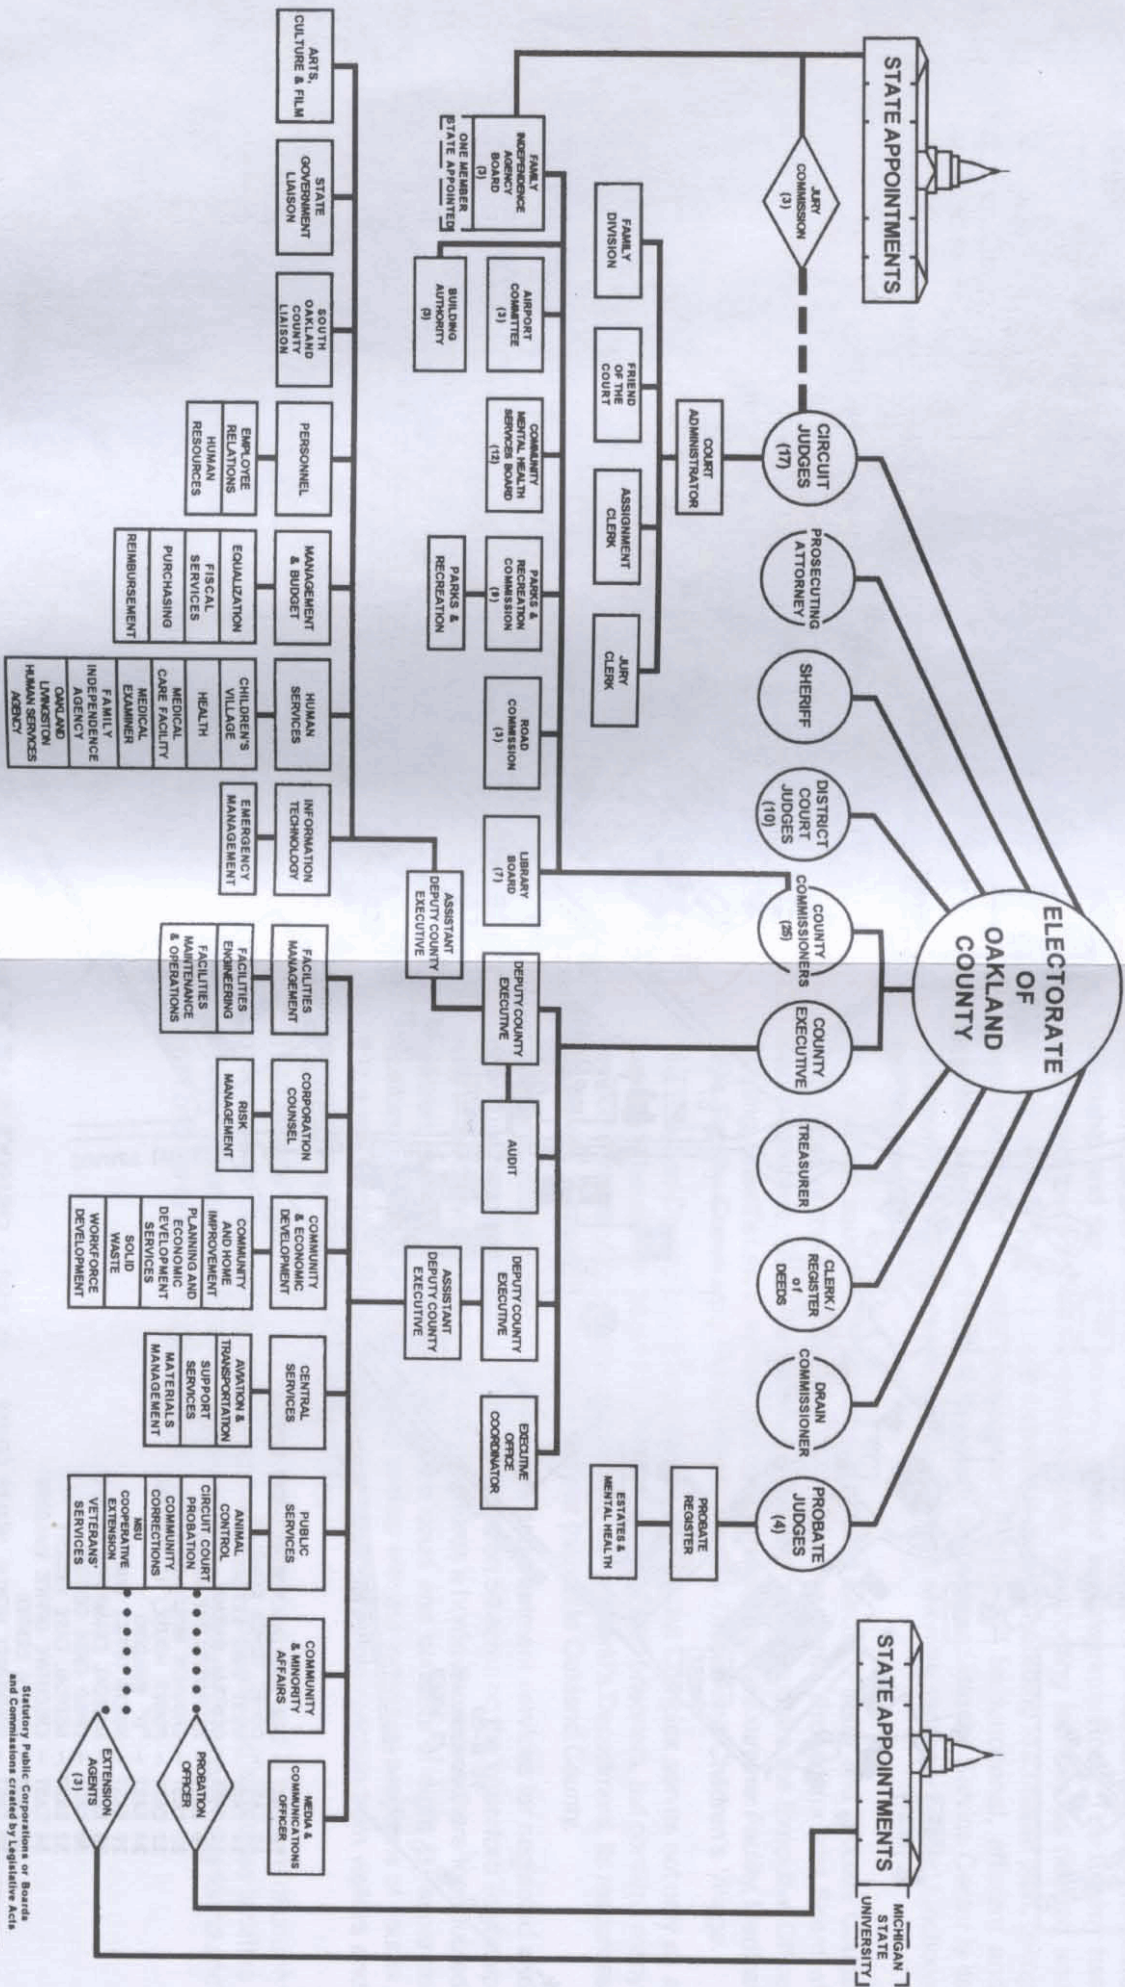 ELECTORATE
OF
OAKLAND
COUNTY
STATE APPOINTMENTS
STATE APPOINTMENTS
MICHIGAN
STATE
UNIVERSITY
JURY
COMMISSION
(3)
CIRCUIT
JUDGES
(17)
PROSECUTING
ATTORNEY
SHERIFF
DISTRICT
COURT
JUDGES
(10)
COUNTY
COMMISSIONERS
(25)
COUNTY
EXECUTIVE
TREASURER
CLERK/
REGISTER
of
DEEDS
DRAIN
COMMISSIONER
PROBATE
JUDGES
(4)
COURT
ADMINISTRATOR
PROBATE
REGISTER
FAMILY
DIVISION
FRIEND
OF THE
COURT
ASSIGNMENT
CLERK
JURY
CLERK
ESTATES &
MENTAL HEALTH
FAMILY
INDEPENDENCE
AGENCY
BOARD
(3)
ONE MEMBER
STATE APPOINTED
AIRPORT
COMMITTEE
(3)
COMMUNITY
MENTAL HEALTH
SERVICES BOARD
(12)
PARKS &
RECREATION
COMMISSION
(9)
ROAD
COMMISSION
(3)
LIBRARY
BOARD
(7)
DEPUTY COUNTY
EXECUTIVE
AUDIT
DEPUTY COUNTY
EXECUTIVE
EXECUTIVE
OFFICE
COORDINATOR
BUILDING
AUTHORITY
(3)
PARKS &
RECREATION
ASSISTANT
DEPUTY COUNTY
EXECUTIVE
ASSISTANT
DEPUTY COUNTY
EXECUTIVE
ARTS,
CULTURE & FILM
STATE
GOVERNMENT
LIAISON
SOUTH
OAKLAND
COUNTY
LIAISON
PERSONNEL
EMPLOYEE
RELATIONS
HUMAN
RESOURCES
MANAGEMENT
& BUDGET
EQUALIZATION
FISCAL
SERVICES
PURCHASING
REIMBURSEMENT
HUMAN
SERVICES
CHILDREN'S
VILLAGE
HEALTH
MEDICAL
CARE FACILITY
MEDICAL
EXAMINER
FAMILY
INDEPENDENCE
AGENCY
OAKLAND
LIVINGSTON
HUMAN SERVICES
AGENCY
INFORMATION
TECHNOLOGY
EMERGENCY
MANAGEMENT
FACILITIES
MANAGEMENT
FACILITIES
ENGINEERING
FACILITIES
MAINTENANCE
& OPERATIONS
CORPORATION
COUNSEL
RISK
MANAGEMENT
COMMUNITY
& ECONOMIC
DEVELOPMENT
COMMUNITY
AND HOME
IMPROVEMENT
PLANNING AND
ECONOMIC
DEVELOPMENT
SERVICES
SOLID
WASTE
WORKFORCE
DEVELOPMENT
CENTRAL
SERVICES
AVIATION &
TRANSPORTATION
SUPPORT
SERVICES
MATERIALS
MANAGEMENT
PUBLIC
SERVICES
ANIMAL
CONTROL
CIRCUIT COURT
PROBATION
COMMUNITY
CORRECTIONS
MSU
COOPERATIVE
EXTENSION
VETERANS'
SERVICES
COMMUNITY
& MINORITY
AFFAIRS
MEDIA &
COMMUNICATIONS
OFFICER
PROBATION
OFFICER
EXTENSION
AGENTS
(3)
Statutory Public Corporations or Boards
and Commissions created by Legislative Acts